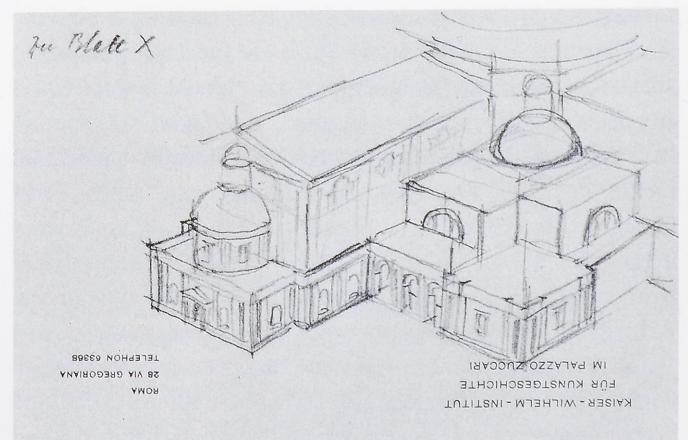 Zu Blatt X
KAISER - WILHELM - INSTITUT
FÜR KUNSTGESCHICHTE
IM PALAZZO ZUCCARI
ROMA
28 VIA GREGORIANA
TELEPHON 63368